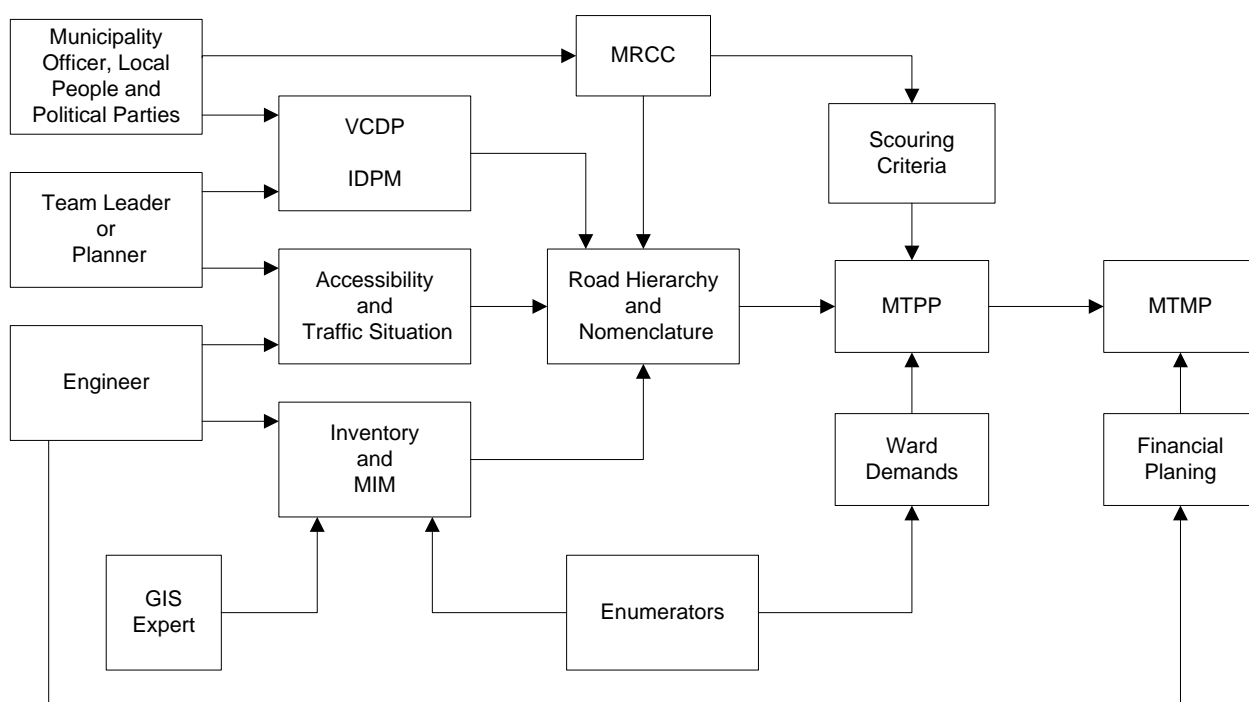 Municipality
Officer, Local
People and
Political Parties
MRCC
VCDP
IDPM
Scouring
Criteria
Team Leader
or
Planner
Accessibility
and
Traffic Situation
Road Hierarchy
and
Nomenclature
MTPP
MTMP
Engineer
Inventory
and
MIM
Ward
Demands
Financial
Planing
GIS
Expert
Enumerators